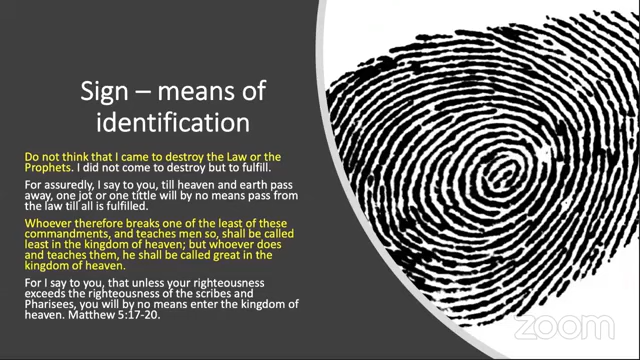 Sign – means of
identification
Do not think that I came to destroy the Law or the
Prophets. I did not come to destroy but to fulfill.
For assuredly, I say to you, till heaven and earth pass
away, one jot or one tittle will by no means pass from
the law till all is fulfilled.
Whoever therefore breaks one of the least of these
commandments, and teaches men so, shall be called
least in the kingdom of heaven; but whoever does
and teaches them, he shall be called great in the
kingdom of heaven.
For I say to you, that unless your righteousness
exceeds the righteousness of the scribes and
Pharisees, you will by no means enter the kingdom of
heaven. Matthew 5:17-20.
zoom